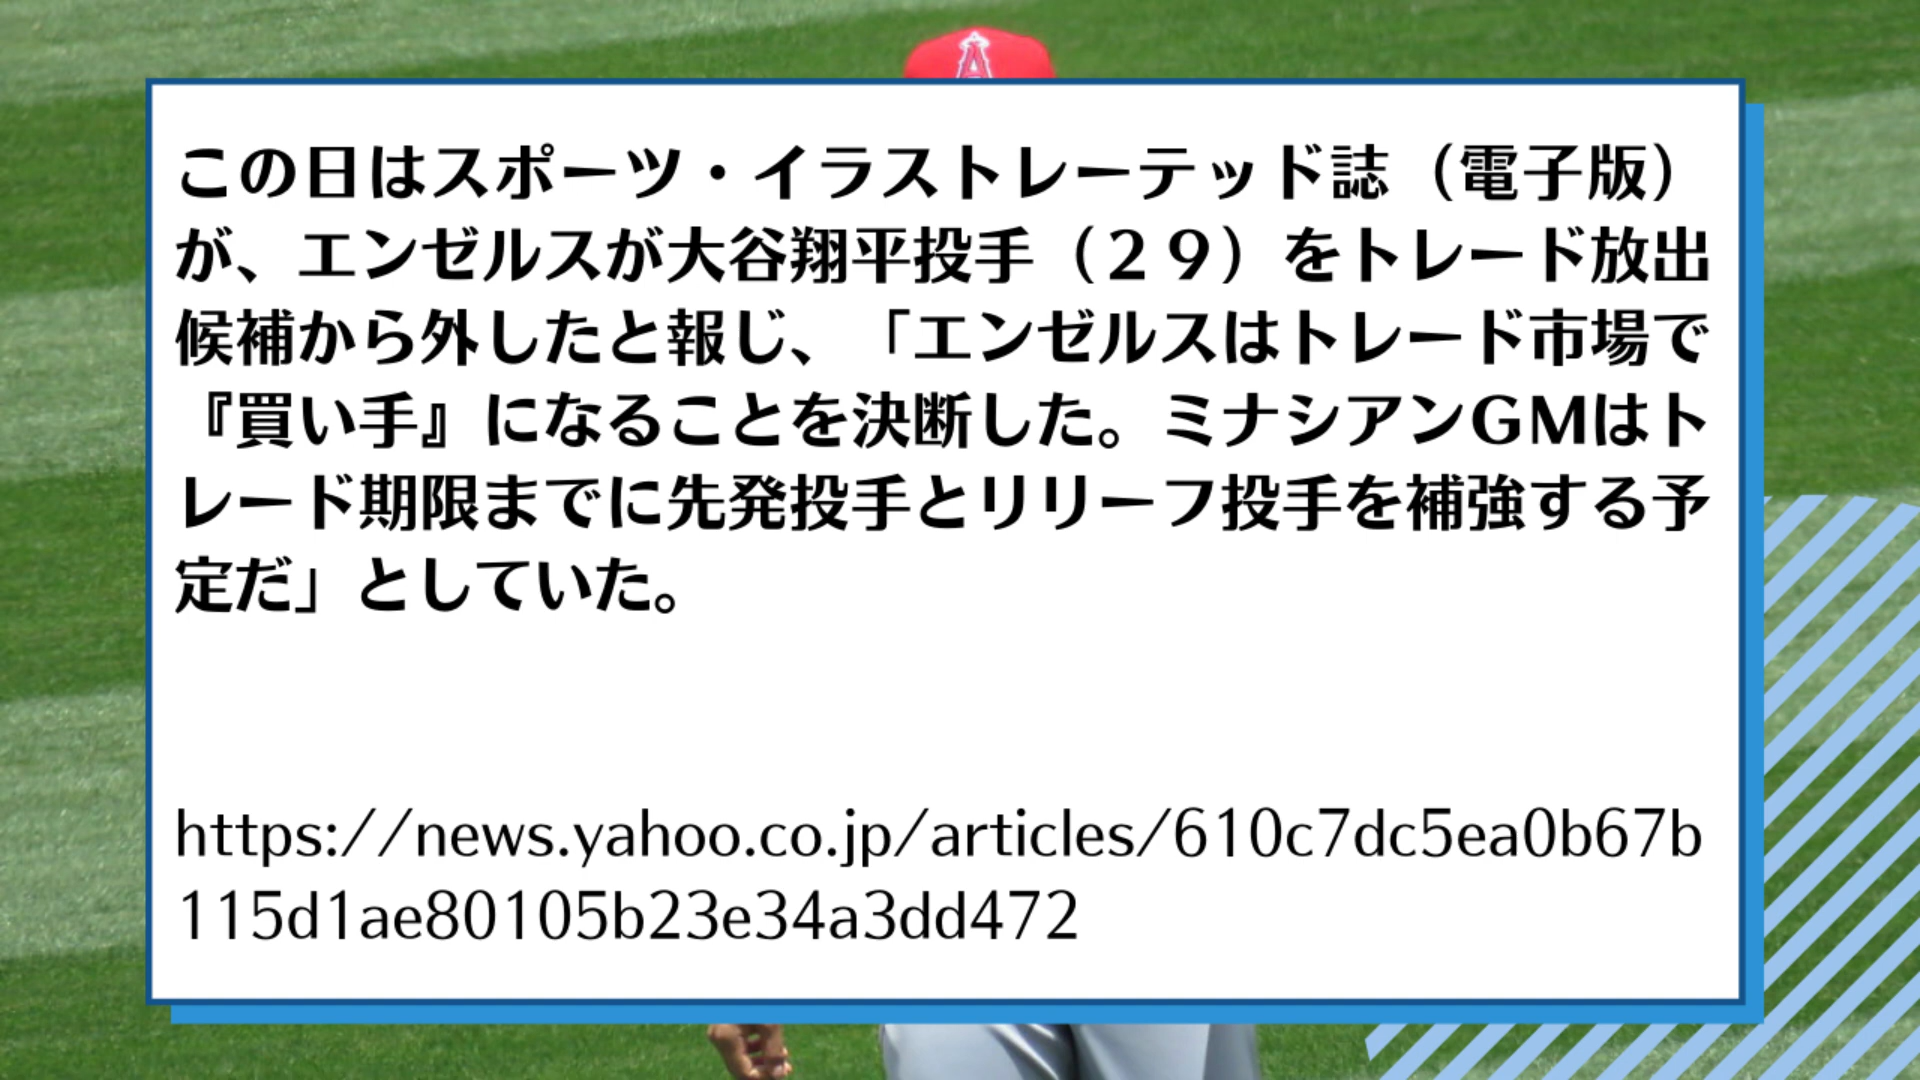 この日はスポーツ・イラストレーテッド誌（電子版）
が、エンゼルスが大谷翔平投手（２９）をトレード放出
候補から外したと報じ、「エンゼルスはトレード市場で
『買い手』になることを決断した。ミナシアンＧＭはト
レード期限までに先発投手とリリーフ投手を補強する予
定だ」としていた。
https://news.yahoo.co.jp/articles/610c7dc5ea0b67b
115d1ae80105b23e34a3dd472